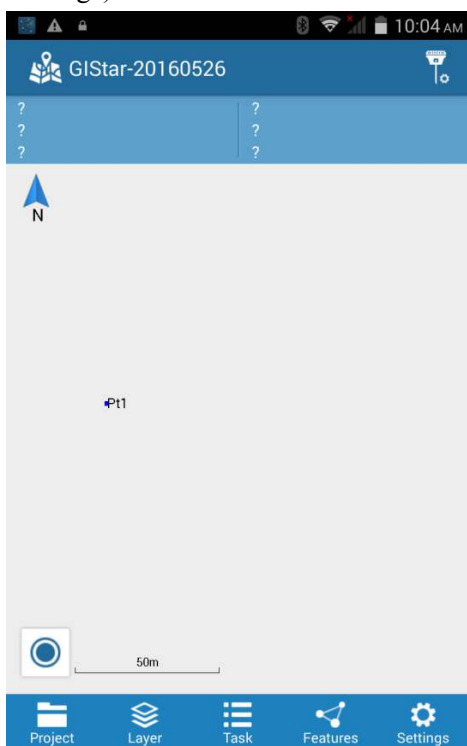 10:04 AM
GIStar-20160526
? ?
? ?
? ?
N
Pt1
50m
Project Layer Task Features Settings